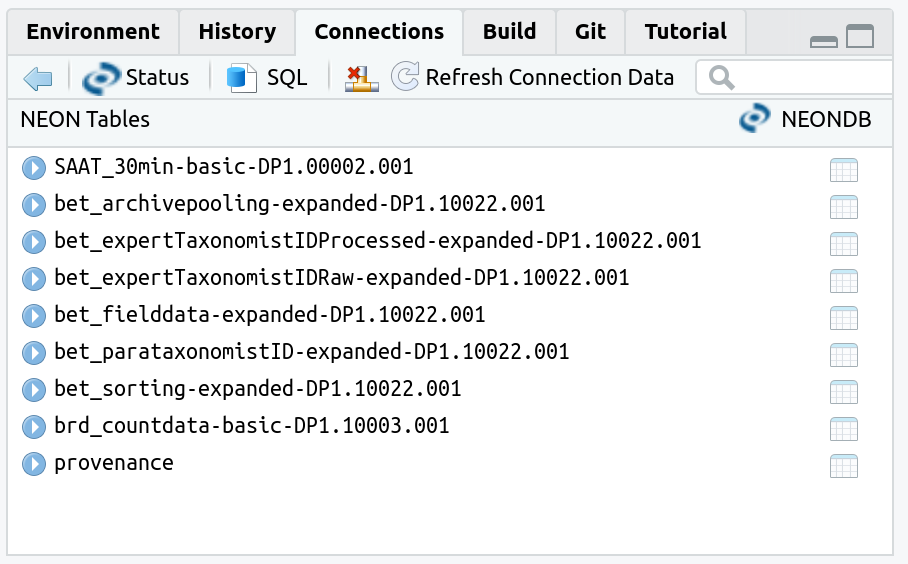 Environment History Connections Build Git Tutorial
Status SQL Refresh Connection Data
NEON Tables NEONDB
SAAT_30min-basic-DP1.00002.001
bet_archivepooling-expanded-DP1.10022.001
bet_expertTaxonomistIDProcessed-expanded-DP1.10022.001
bet_expertTaxonomistIDRaw-expanded-DP1.10022.001
bet_fielddata-expanded-DP1.10022.001
bet_parataxonomistID-expanded-DP1.10022.001
bet_sorting-expanded-DP1.10022.001
brd_countdata-basic-DP1.10003.001
provenance